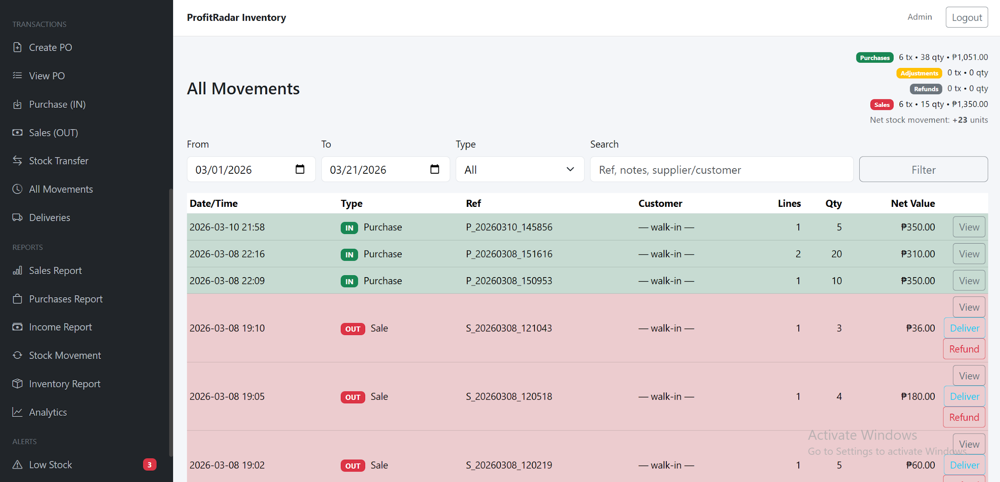 TRANSACTIONS
Create PO
View PO
Purchase (IN)
Sales (OUT)
Stock Transfer
All Movements
Deliveries
REPORTS
Sales Report
Purchases Report
Income Report
Stock Movement
Inventory Report
Analytics
ALERTS
Low Stock 3
ProfitRadar Inventory
Admin Logout
Purchases 6 tx • 38 qty • ₱1,051.00
Adjustments 0 tx • 0 qty
Refunds 0 tx • 0 qty
Sales 6 tx • 15 qty • ₱1,350.00
Net stock movement: +23 units
All Movements
From To Type Search
03/01/2026 03/21/2026 All Ref, notes, supplier/customer Filter
Date/Time Type Ref Customer Lines Qty Net Value
2026-03-10 21:58 IN Purchase P_20260310_145856 — walk-in — 1 5 ₱350.00 View
2026-03-08 22:16 IN Purchase P_20260308_151616 — walk-in — 2 20 ₱310.00 View
2026-03-08 22:09 IN Purchase P_20260308_150953 — walk-in — 1 10 ₱350.00 View
View
2026-03-08 19:10 OUT Sale S_20260308_121043 — walk-in — 1 3 ₱36.00 Deliver
Refund
View
2026-03-08 19:05 OUT Sale S_20260308_120518 — walk-in — 1 4 ₱180.00 Deliver
Refund
View
2026-03-08 19:02 OUT Sale S_20260308_120219 — walk-in — 1 5 ₱60.00 Deliver
Activate Windows
Go to Settings to activate Windows.